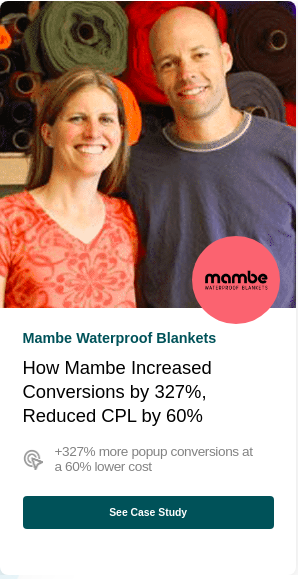 mambe
WATERPROOF BLANKETS
Mambe Waterproof Blankets
How Mambe Increased
Conversions by 327%,
Reduced CPL by 60%
+327% more popup conversions at
a 60% lower cost
See Case Study